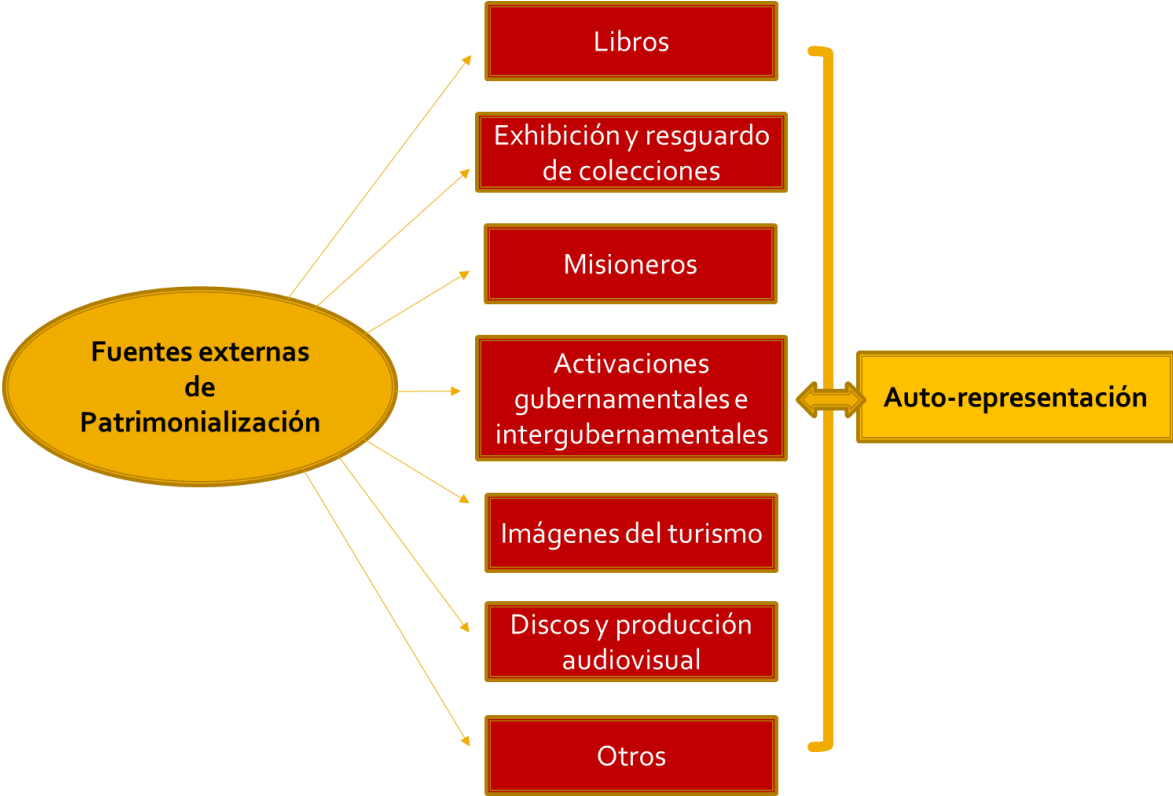 Fuentes externas
de
Patrimonialización
Libros
Exhibición y resguardo
de colecciones
Misioneros
Activaciones
gubernamentales e
intergubernamentales
Imágenes del turismo
Discos y producción
audiovisual
Otros
Auto-representación